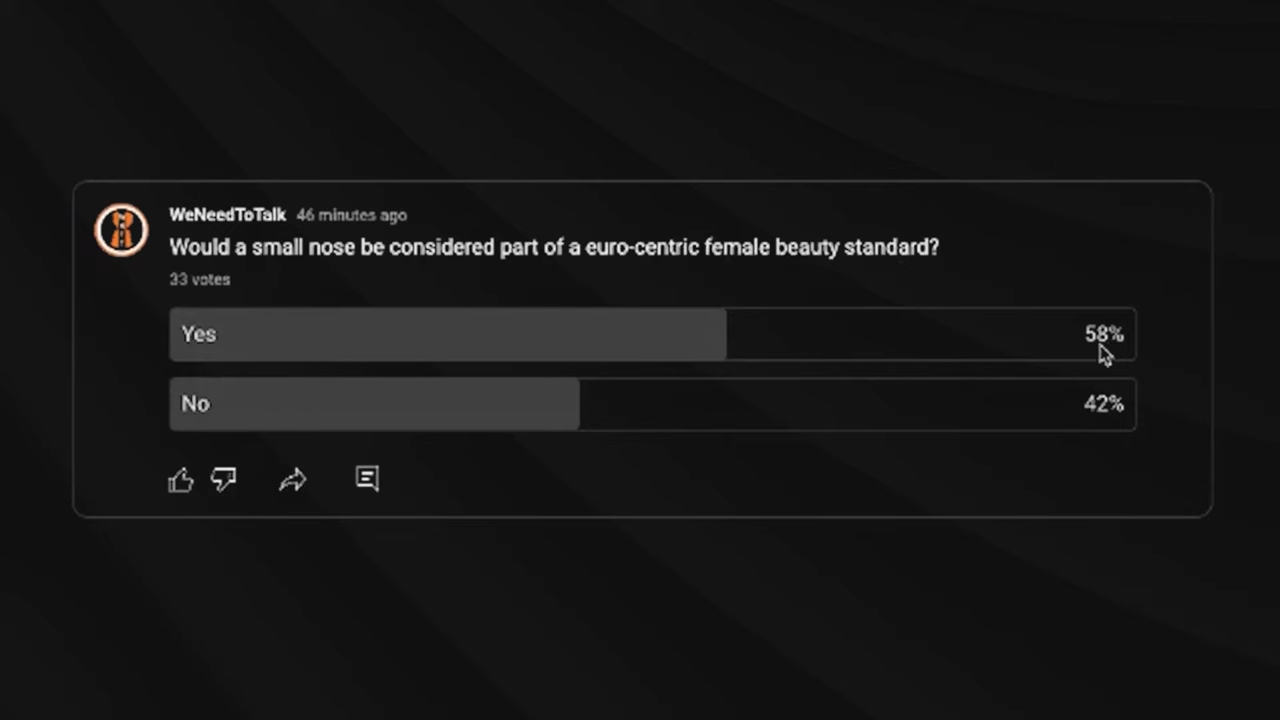 WeNeedToTalk 46 minutes ago
Would a small nose be considered part of a euro-centric female beauty standard?
33 votes
Yes 58%
No 42%